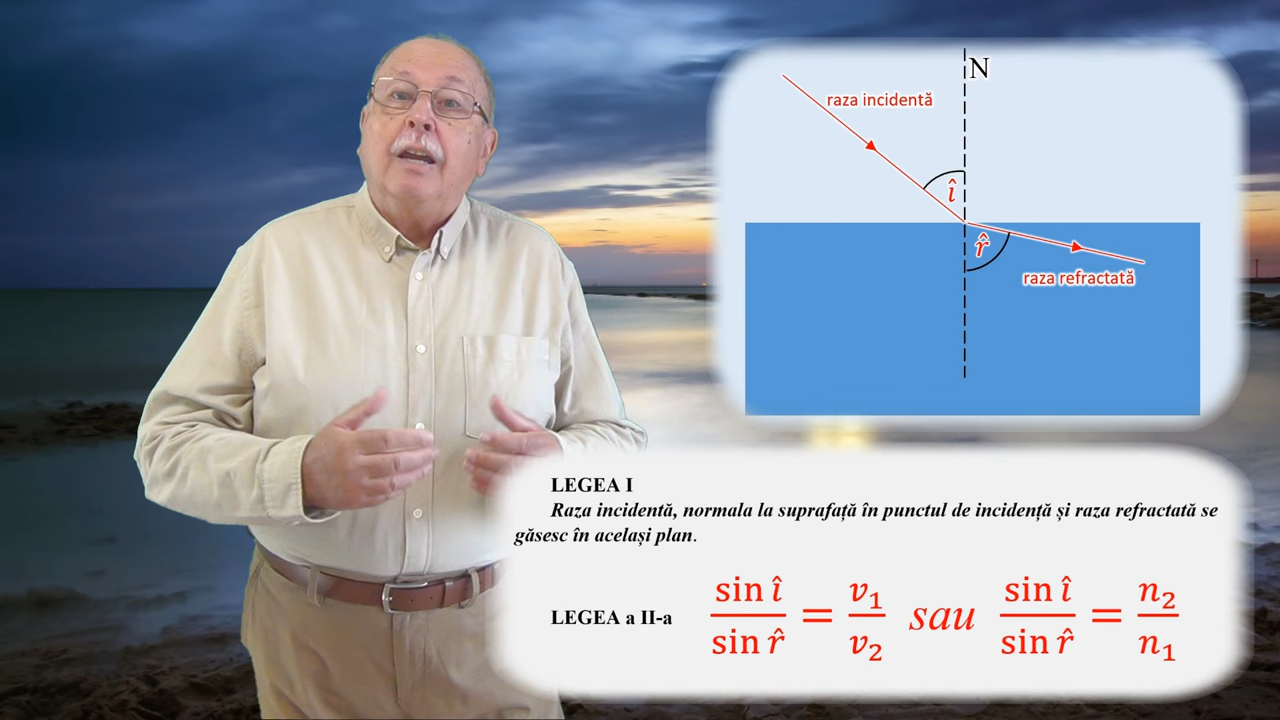 N
raza incidentă
î
r̂
raza refractată
LEGEA I
Raza incidentă, normala la suprafață în punctul de incidență și raza refractată se
găsesc în același plan.
LEGEA a II-a sin î / sin r̂ = v₁ / v₂ sau sin î / sin r̂ = n₂ / n₁